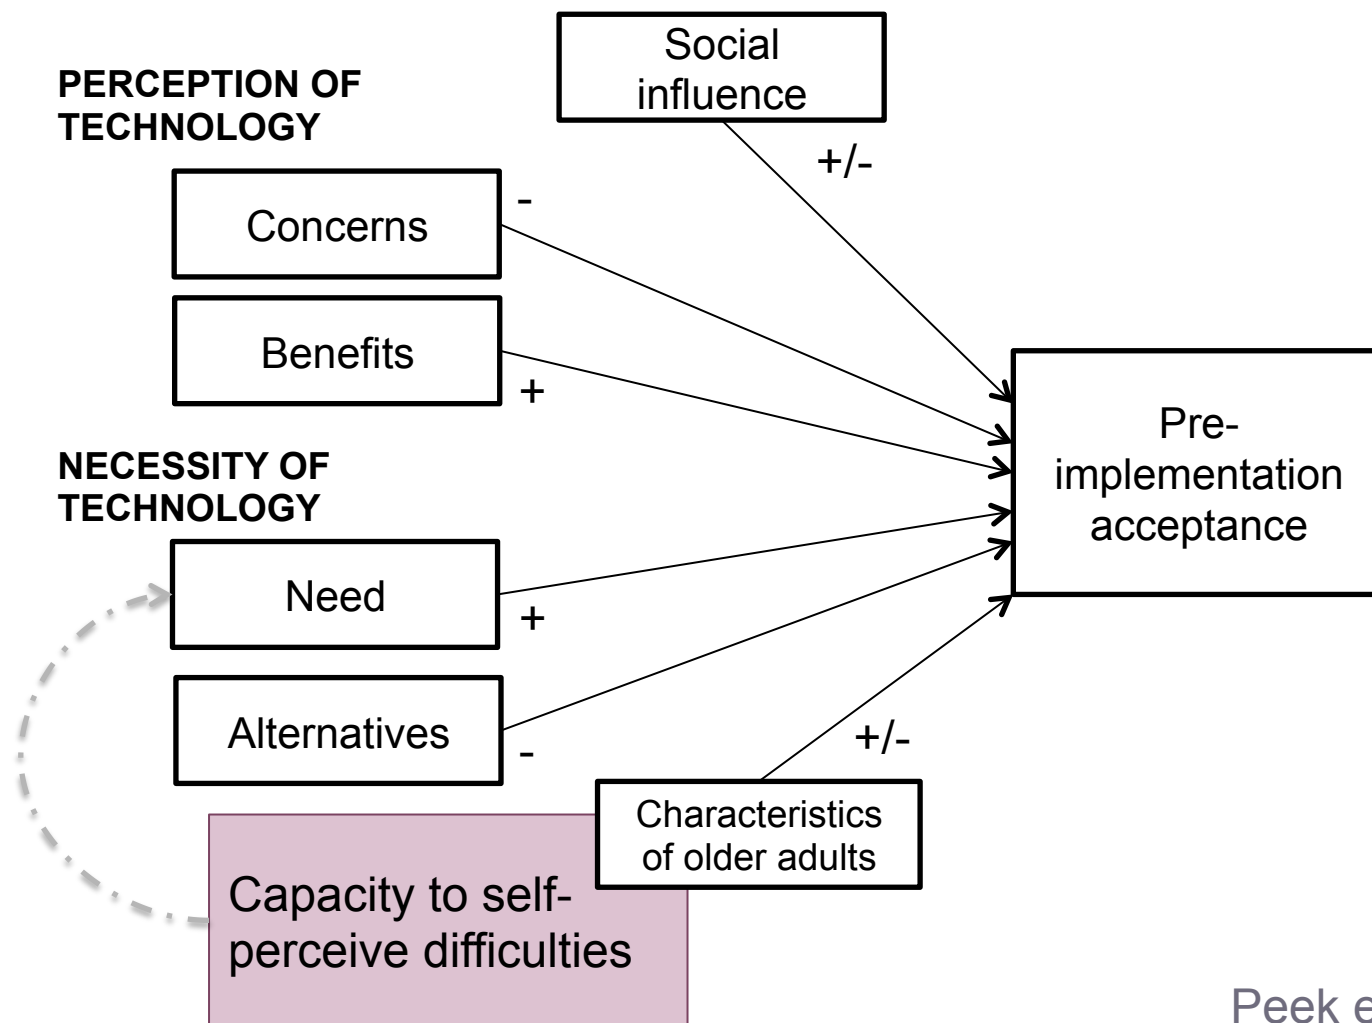 Social
influence
PERCEPTION OF
TECHNOLOGY
+/-
-
Concerns
Benefits
+
Pre-
implementation
acceptance
NECESSITY OF
TECHNOLOGY
Need
+
Alternatives
-
+/-
Characteristics
of older adults
Capacity to self-
perceive difficulties
Peek e